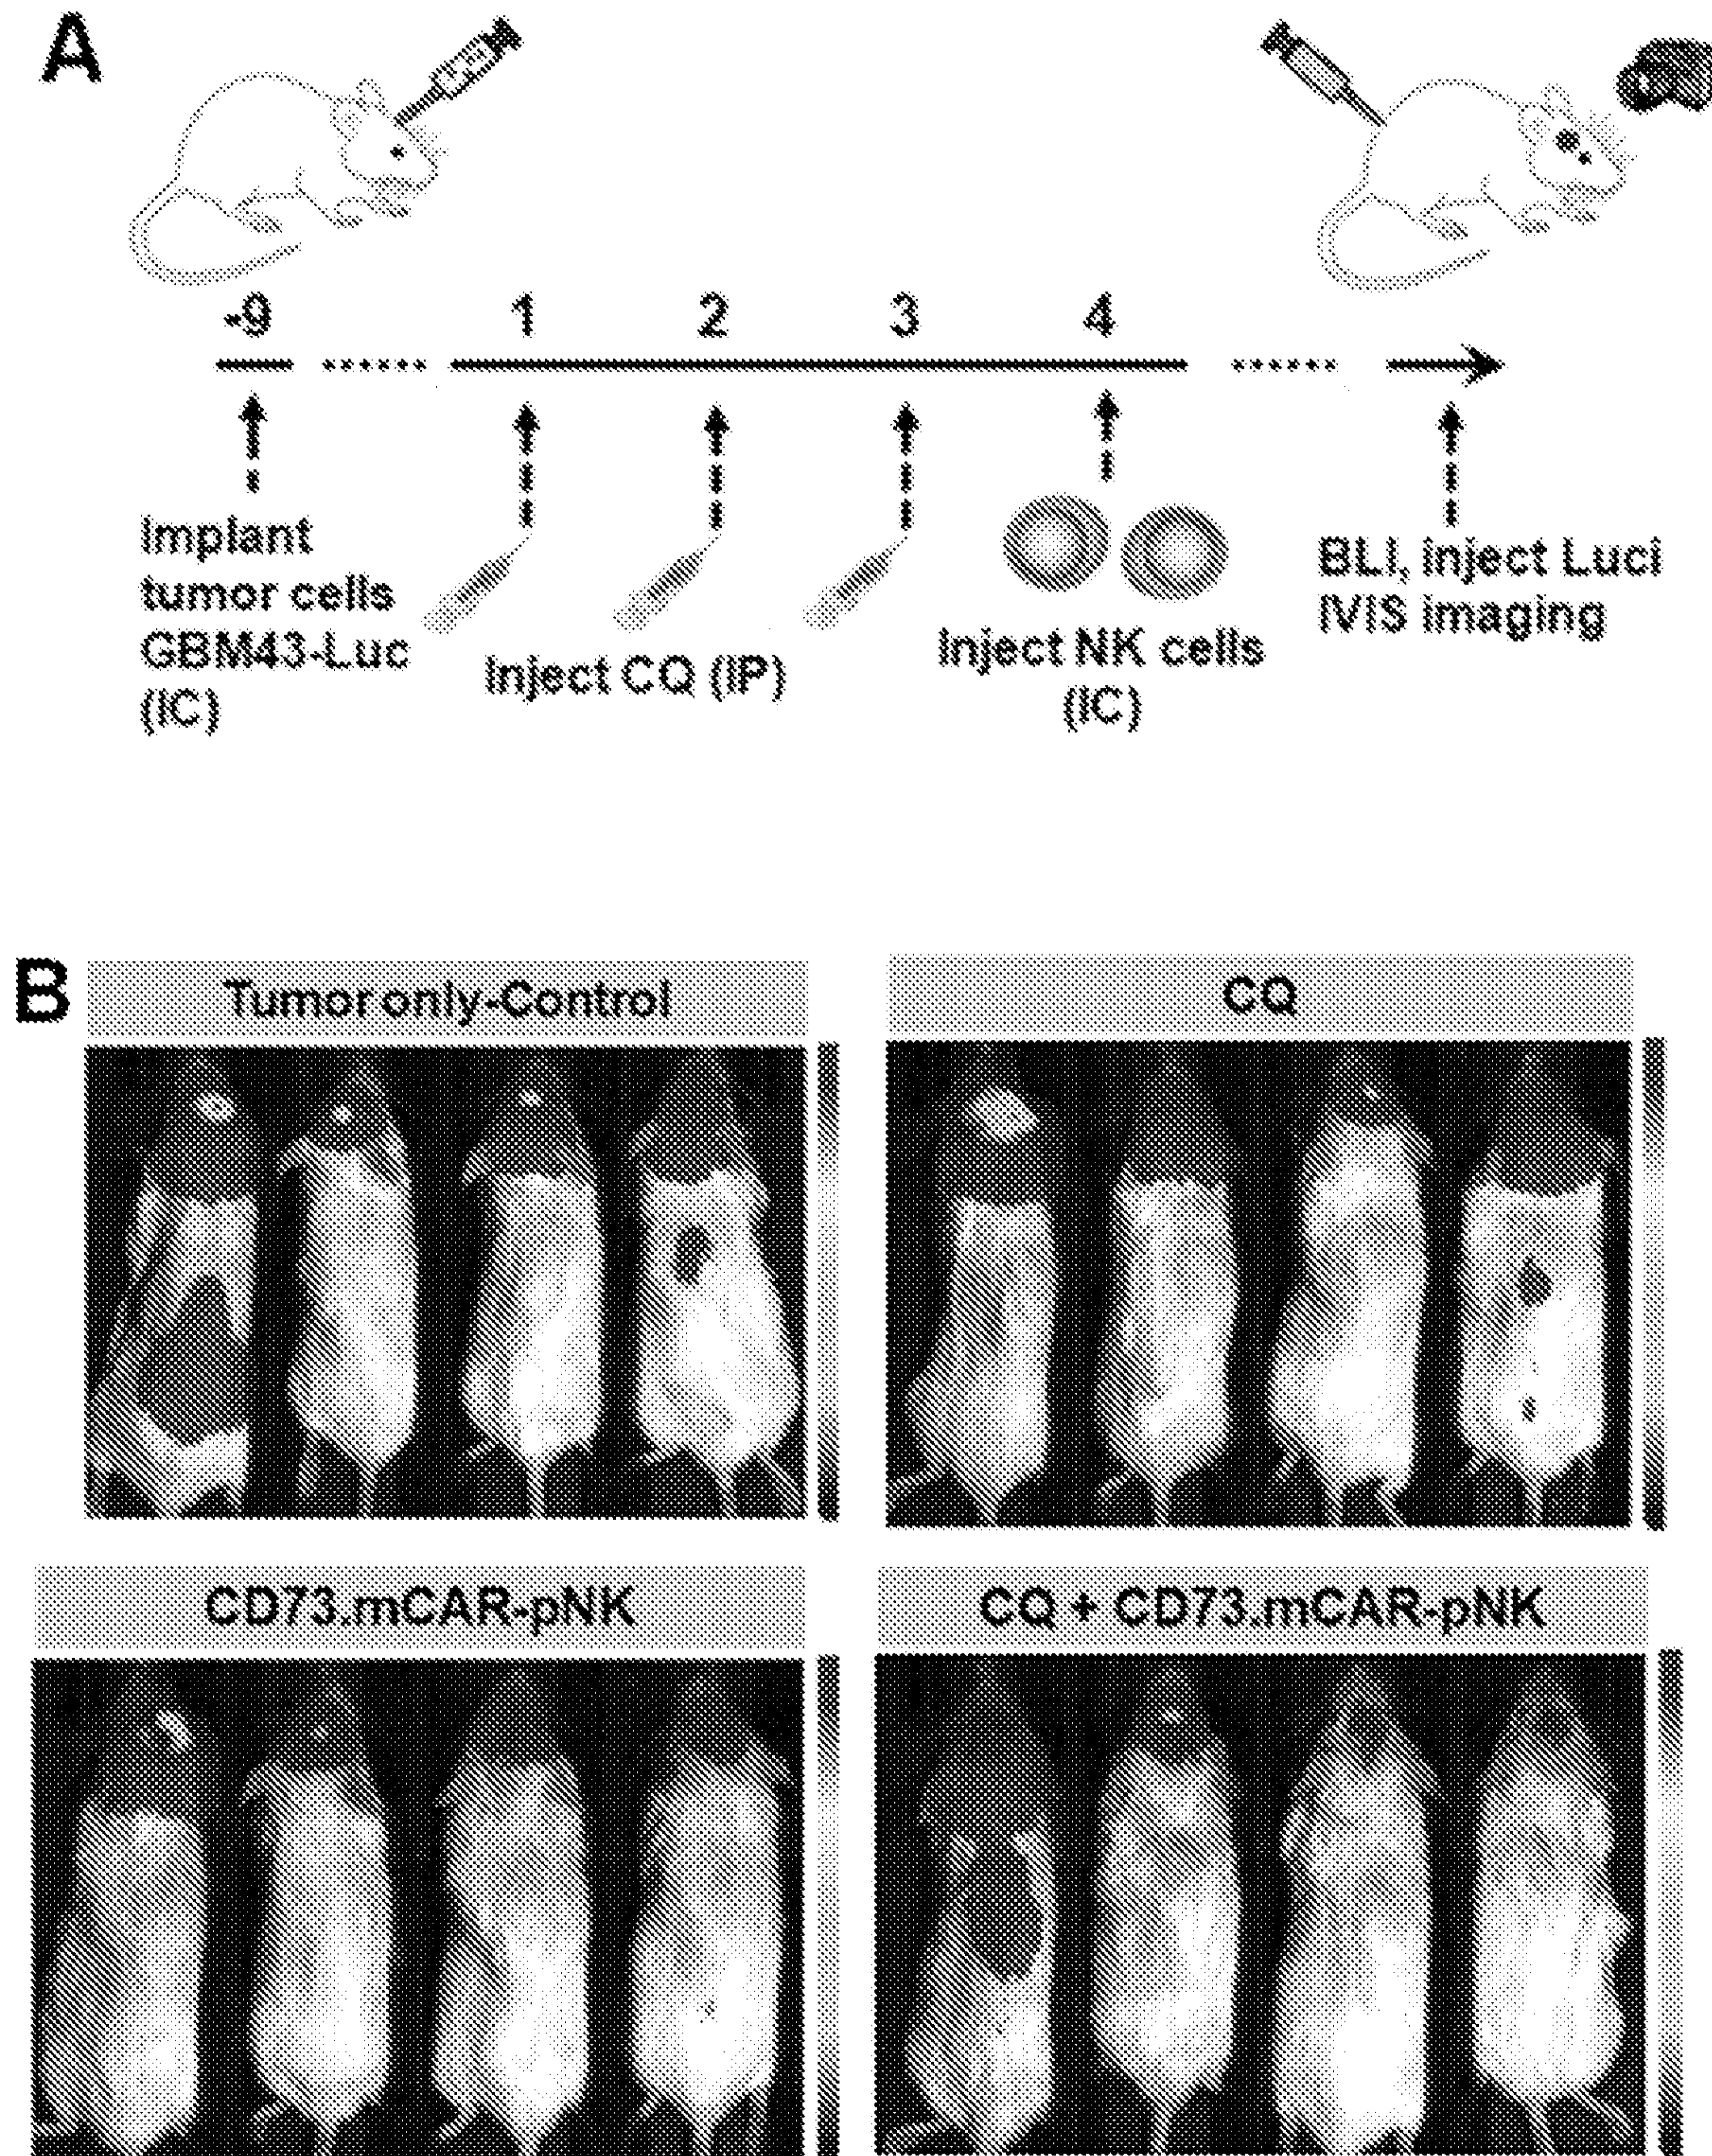 A
-9 1 2 3 4
Implant
tumor cells
GBM43-Luc
(IC)
Inject CQ (IP)
Inject NK cells
(IC)
BLI, inject Luci
IVIS imaging
B
Tumor only-Control
CQ
CD73.mCAR-pNK
CQ + CD73.mCAR-pNK